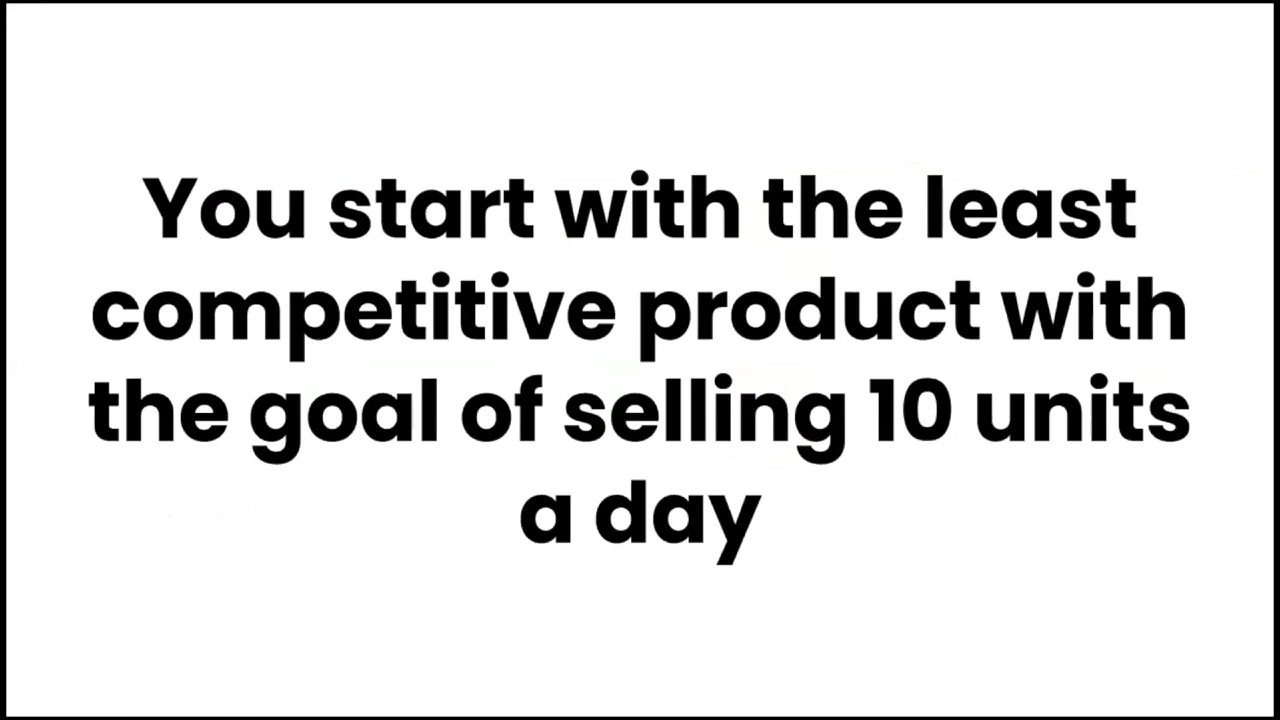 You start with the least
competitive product with
the goal of selling 10 units
a day